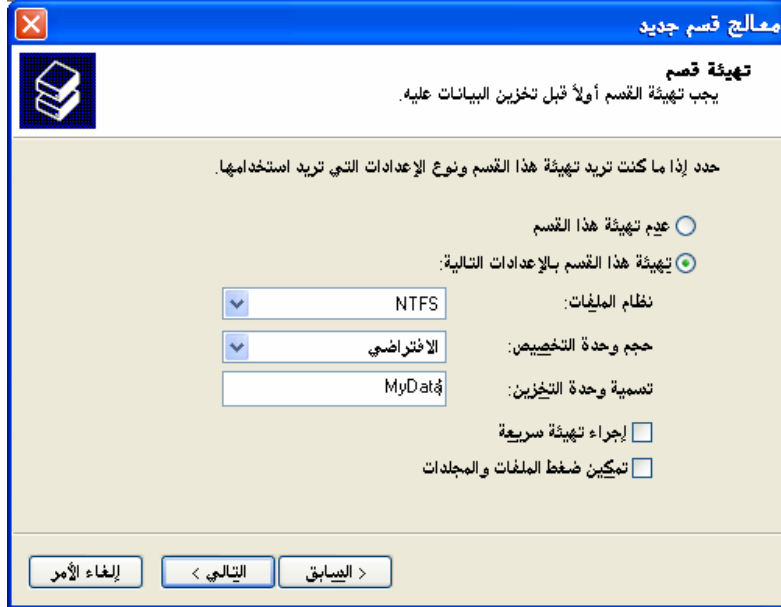 معالج قسم جديد
تهيئة قسم
يجب تهيئة القسم أولاً قبل تخزين البيانات عليه.
حدد إذا ما كنت تريد تهيئة هذا القسم ونوع الإعدادات التي تريد استخدامها.
عدم تهيئة هذا القسم
تهيئة هذا القسم بالإعدادات التالية:
نظام الملفات: NTFS
حجم وحدة التخصيص: الافتراضي
تسمية وحدة التخزين: MyData
إجراء تهيئة سريعة
تمكين ضغط الملفات والمجلدات
< السابق التالي > إلغاء الأمر